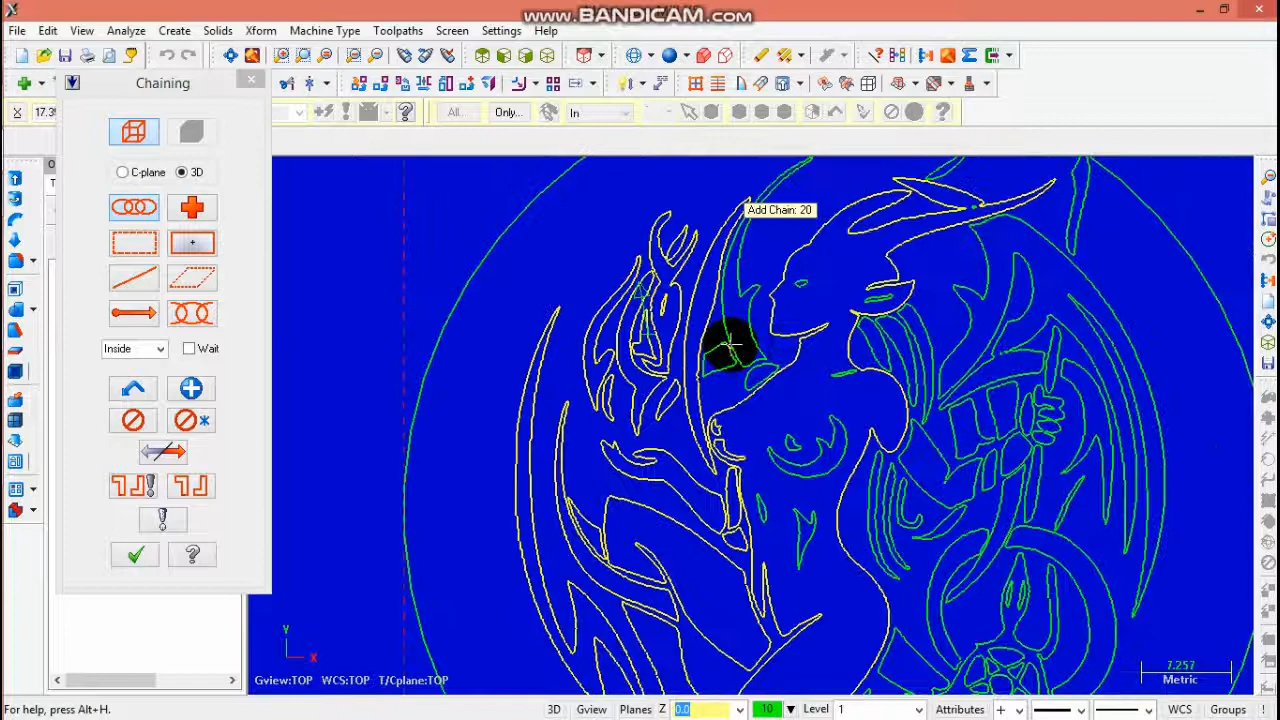 www.BANDICAM.com
File Edit View Analyze Create Solids Xform Machine Type Toolpaths Screen Settings Help
Chaining
All... Only... In
C-plane 3D
Add Chain: 20
Inside Wait
Y
X
7.257
Metric
Gview:TOP WCS:TOP T/Cplane:TOP
For help, press Alt+H. 3D Gview Planes Z 0.0 10 Level 1 Attributes WCS Groups !